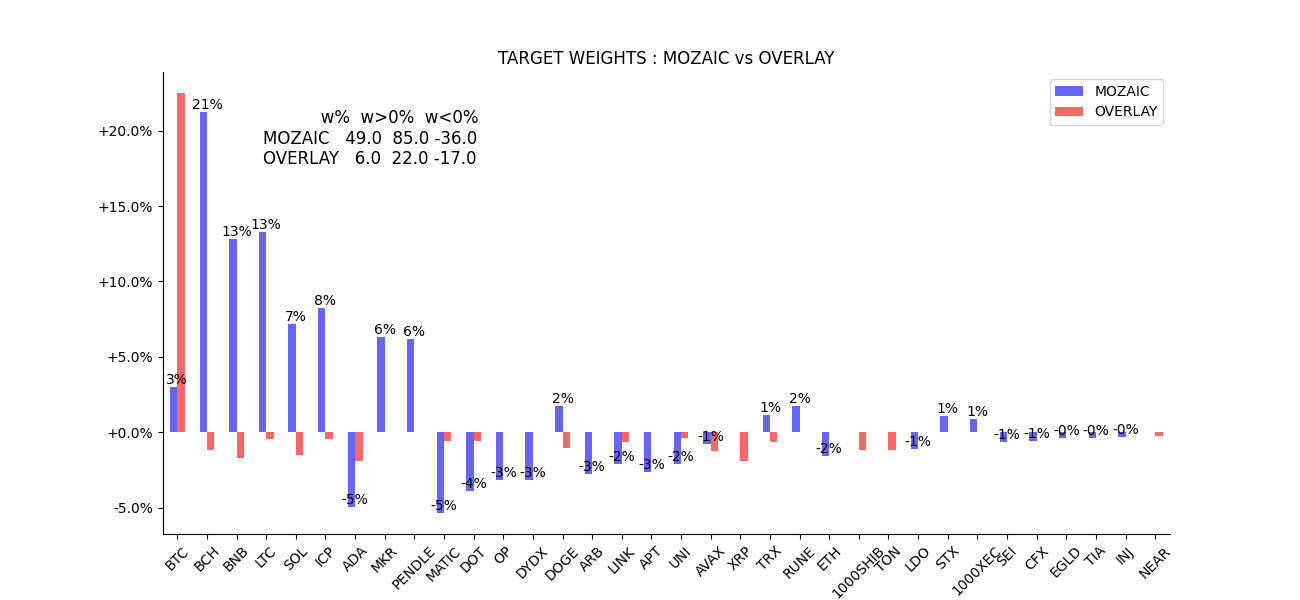 TARGET WEIGHTS : MOZAIC vs OVERLAY
MOZAIC
OVERLAY
w% w>0% w<0%
MOZAIC 49.0 85.0 -36.0
OVERLAY 6.0 22.0 -17.0
+20.0%
+15.0%
+10.0%
+5.0%
+0.0%
-5.0%
3%
21%
13%
13%
7%
8%
-5%
6%
6%
-5%
-4%
-3%
-3%
2%
-3%
-2%
-3%
-2%
-1%
1%
2%
-2%
-1%
1%
1%
-1%
-1%
-0%
-0%
-0%
BTC
BCH
BNB
LTC
SOL
ICP
ADA
MKR
PENDLE
MATIC
DOT
OP
DYDX
DOGE
ARB
LINK
APT
UNI
AVAX
XRP
TRX
RUNE
ETH
1000SHIB
TON
LDO
STX
1000XEC
SEI
CFX
EGLD
TIA
INJ
NEAR